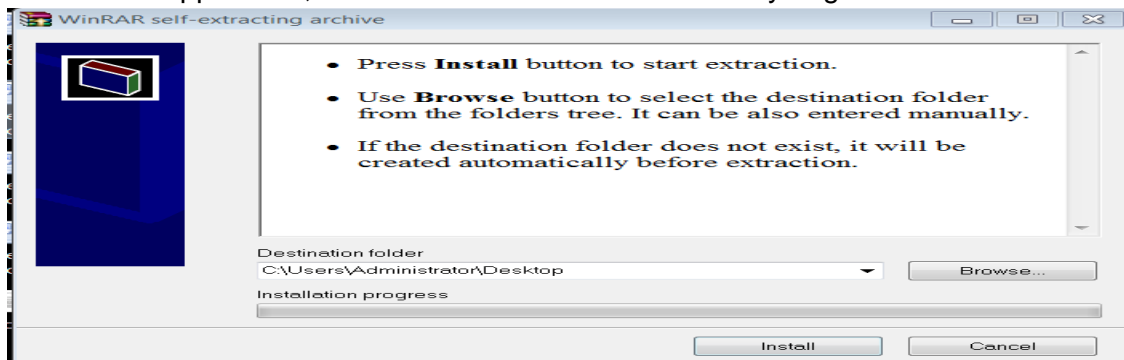 WinRAR self-extracting archive
• Press Install button to start extraction.
• Use Browse button to select the destination folder
from the folders tree. It can be also entered manually.
• If the destination folder does not exist, it will be
created automatically before extraction.
Destination folder
C:\Users\Administrator\Desktop
Browse...
Installation progress
Install
Cancel